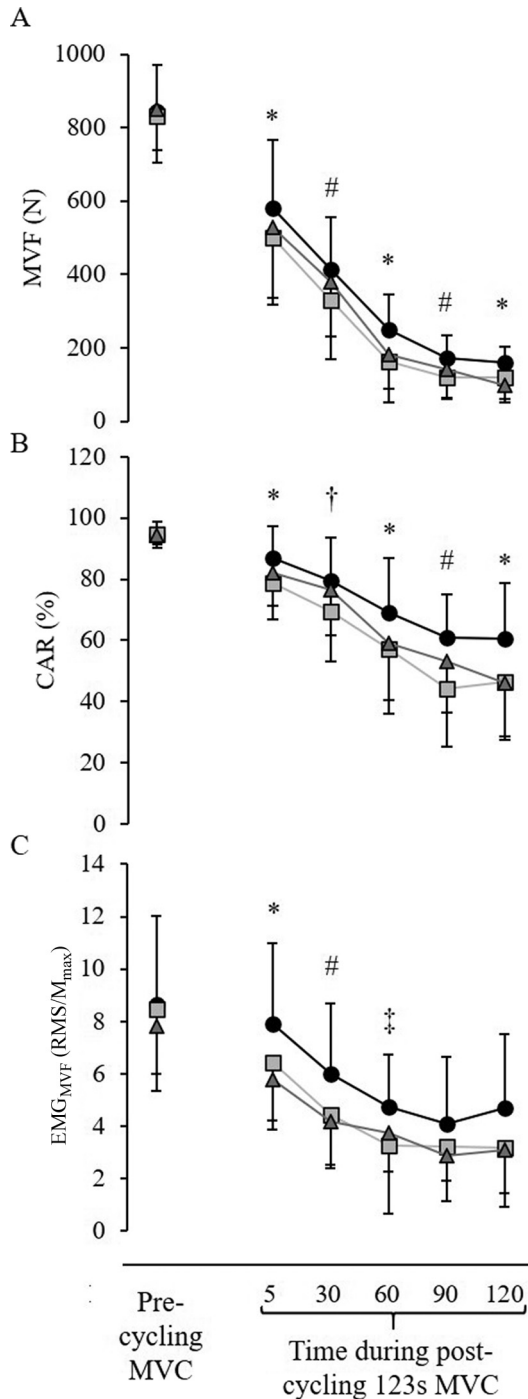 A
MVF (N)
1000
800
600
400
200
0
* # * # *
B
CAR (%)
120
100
80
60
40
20
0
* † * # *
C
EMG_MVF (RMS/M_max)
14
12
10
8
6
4
2
0
* # ‡
Pre-
cycling
MVC
5 30 60 90 120
Time during post-
cycling 123s MVC